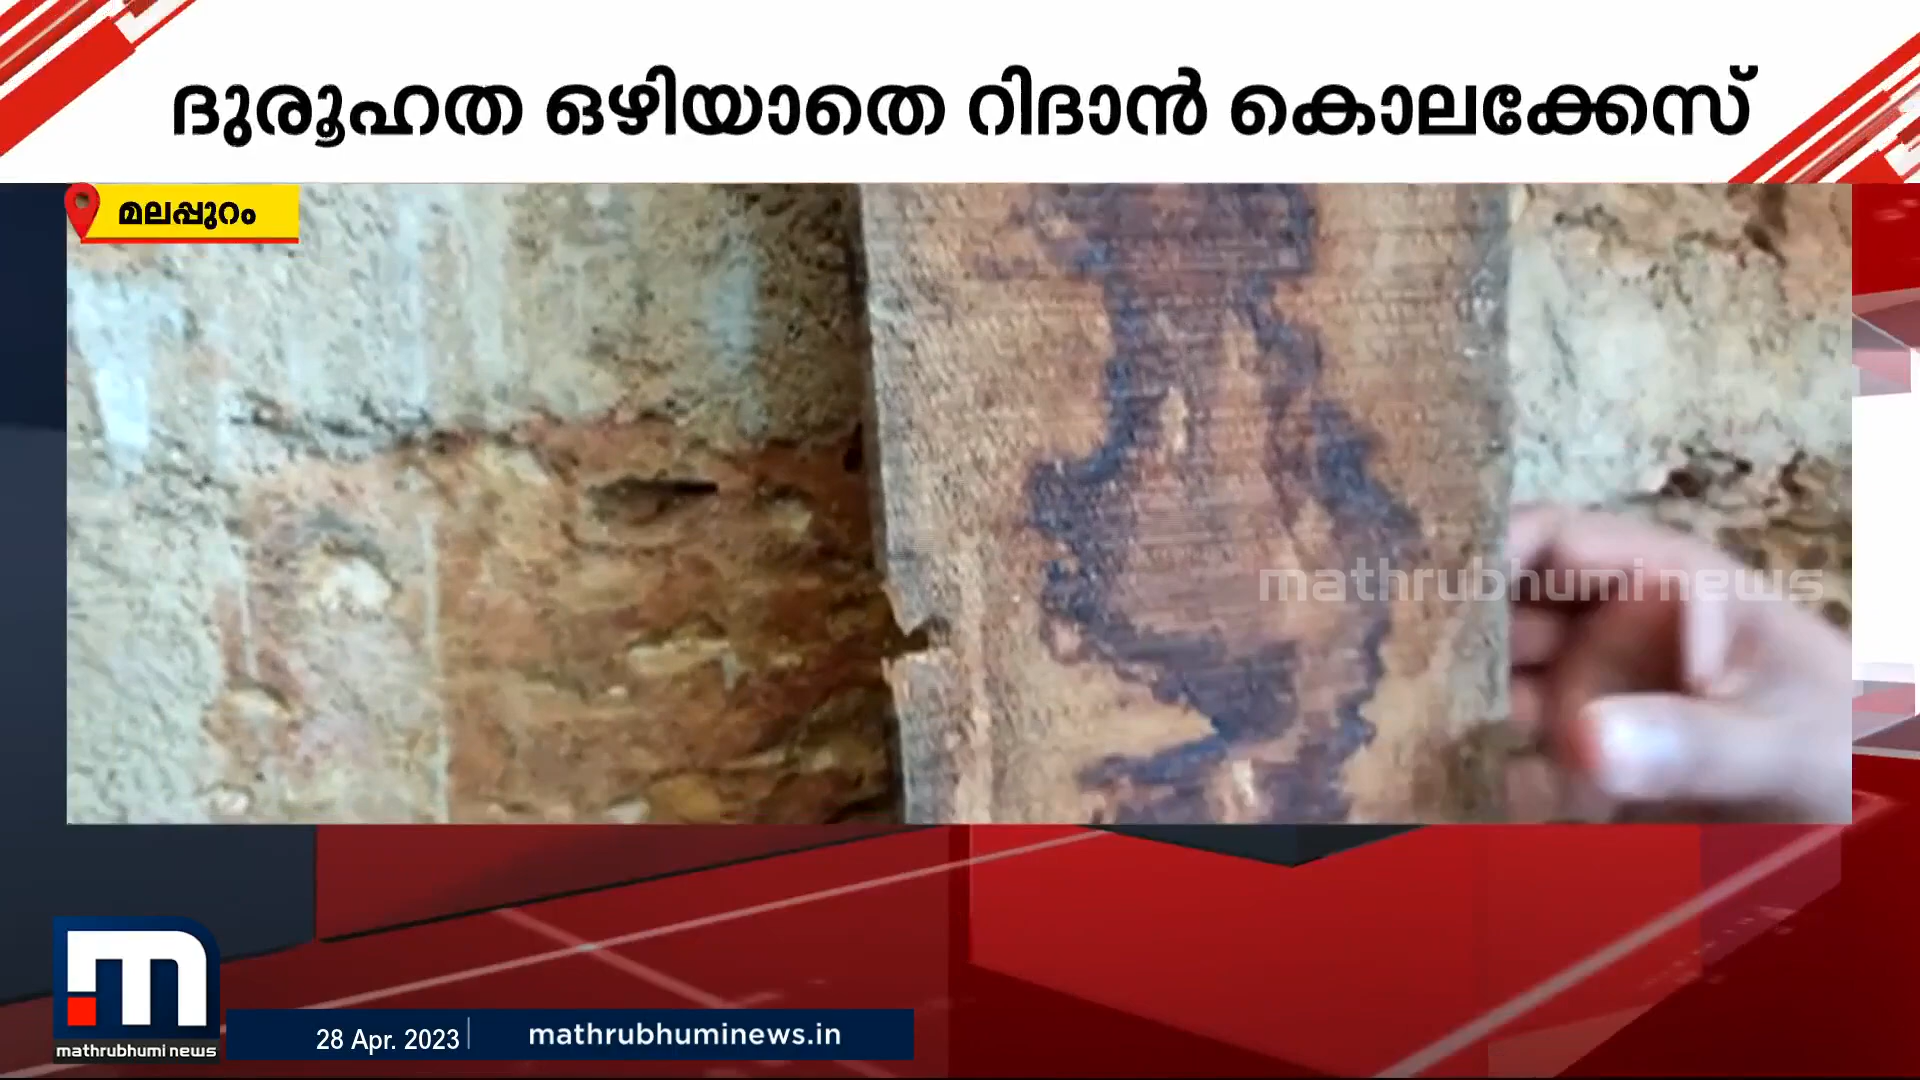 ദുരൂഹത ഒഴിയാതെ റിദാൻ കൊലക്കേസ്
മലപ്പുറം
mathrubhumi news
mathrubhumi news
28 Apr. 2023
mathrubhuminews.in